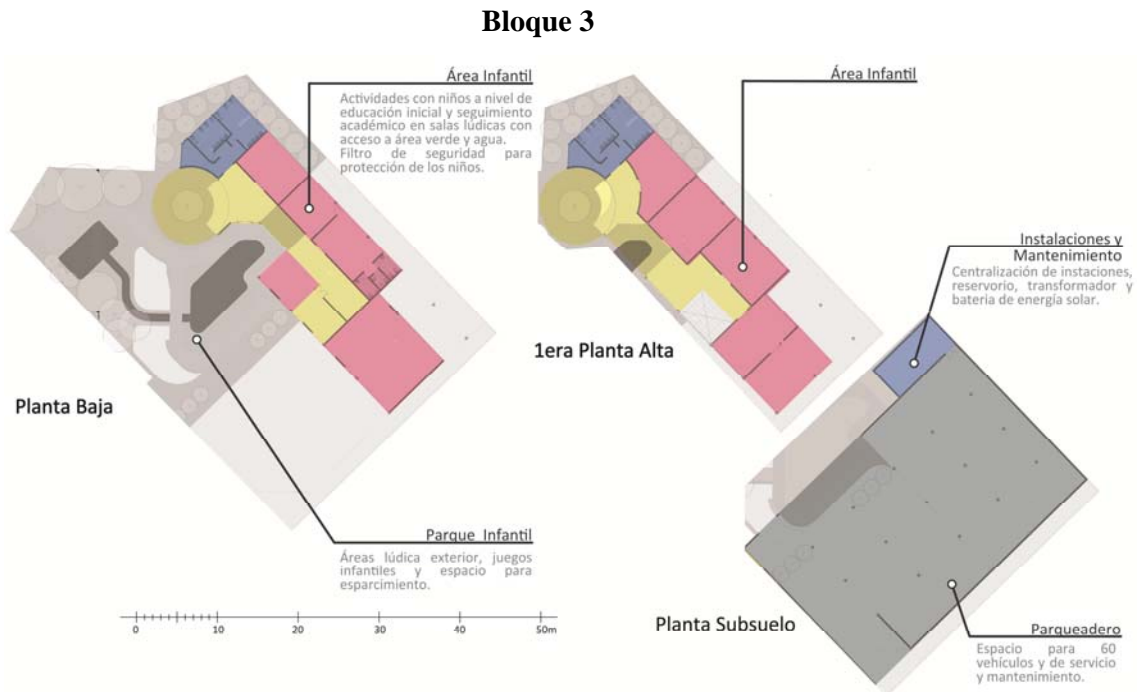 Bloque 3
Área Infantil
Actividades con niños a nivel de
educación inicial y seguimiento
académico en salas lúdicas con
acceso a área verde y agua.
Filtro de seguridad para
protección de los niños.
Planta Baja
Parque Infantil
Áreas lúdica exterior, juegos
infantiles y espacio para
esparcimiento.
0 10 20 30 40 50m
Área Infantil
1era Planta Alta
Instalaciones y
Mantenimiento
Centralización de instaciones,
reservorio, transformador y
bateria de energía solar.
Planta Subsuelo
Parqueadero
Espacio para 60
vehículos y de servicio
y mantenimiento.